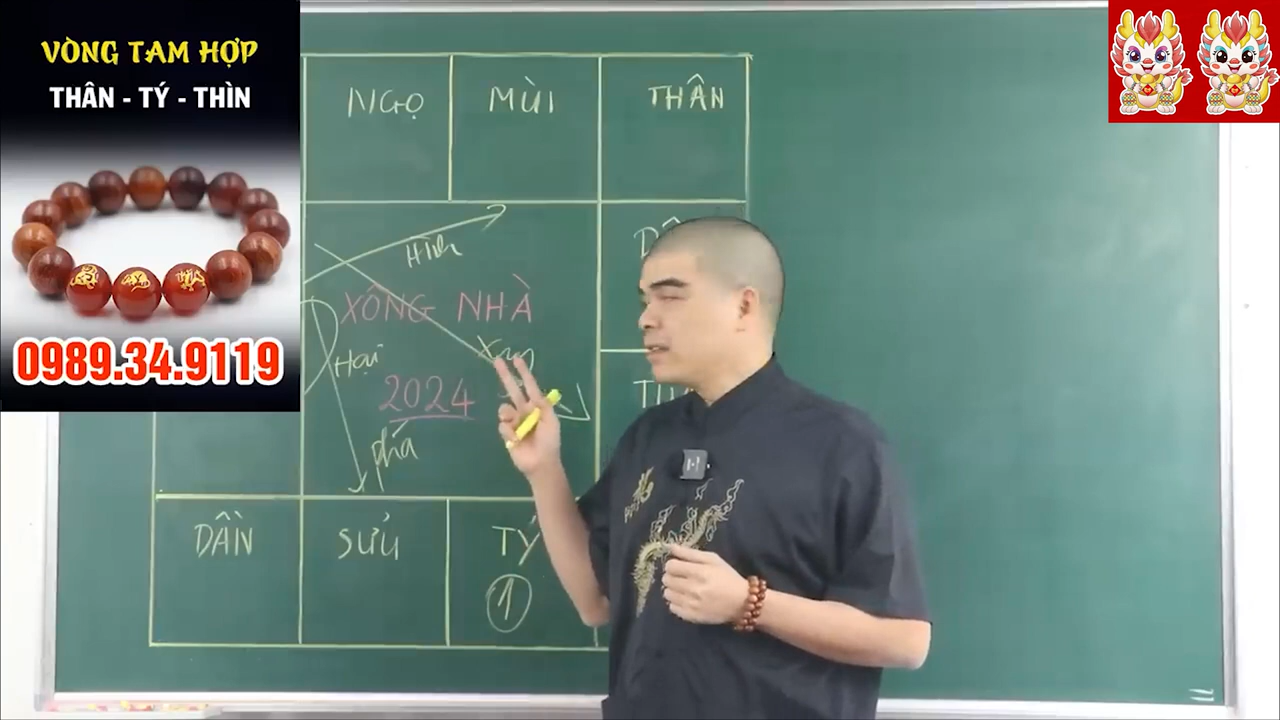 VÒNG TAM HỢP
THÂN - TÝ - THÌN
0989.34.9119
NGỌ
MÙI
THÂN
Hình
XÔNG NHÀ
Hại
2024
phá
DẦN
SỬU
TÝ
1